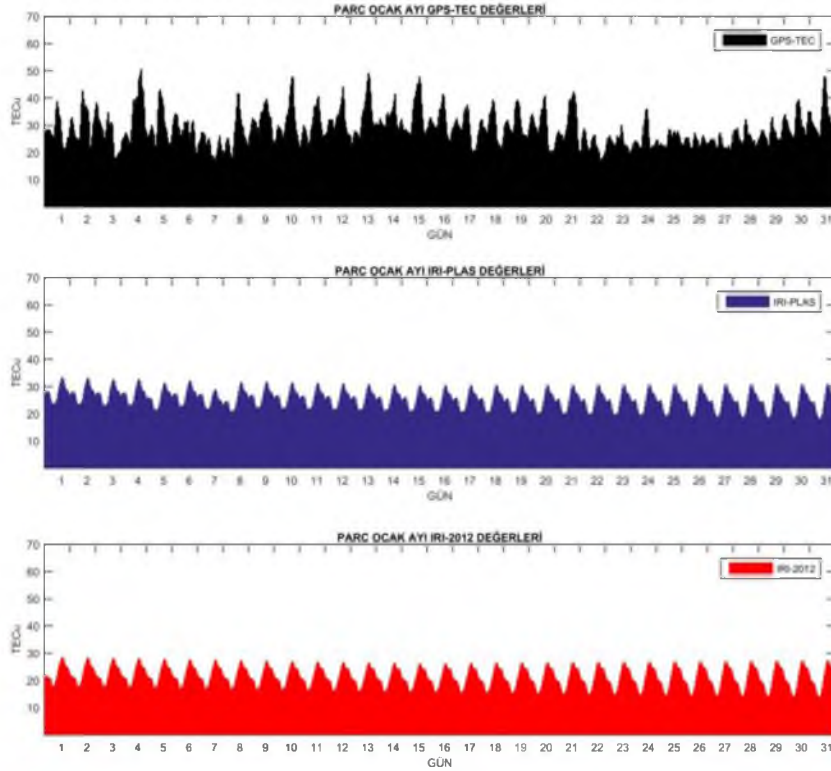 PARC OCAK AYI GPS-TEC DEĞERLERİ
70
60
50
40
30
20
10
TECu
GPS-TEC
1 2 3 4 5 6 7 8 9 10 11 12 13 14 15 16 17 18 19 20 21 22 23 24 25 26 27 28 29 30 31
GÜN
PARC OCAK AYI IRI-PLAS DEĞERLERİ
70
60
50
40
30
20
10
TECu
IRI-PLAS
1 2 3 4 5 6 7 8 9 10 11 12 13 14 15 16 17 18 19 20 21 22 23 24 25 26 27 28 29 30 31
GÜN
PARC OCAK AYI IRI-2012 DEĞERLERİ
70
60
50
40
30
20
10
TECu
IRI-2012
1 2 3 4 5 6 7 8 9 10 11 12 13 14 15 16 17 18 19 20 21 22 23 24 25 26 27 28 29 30 31
GÜN